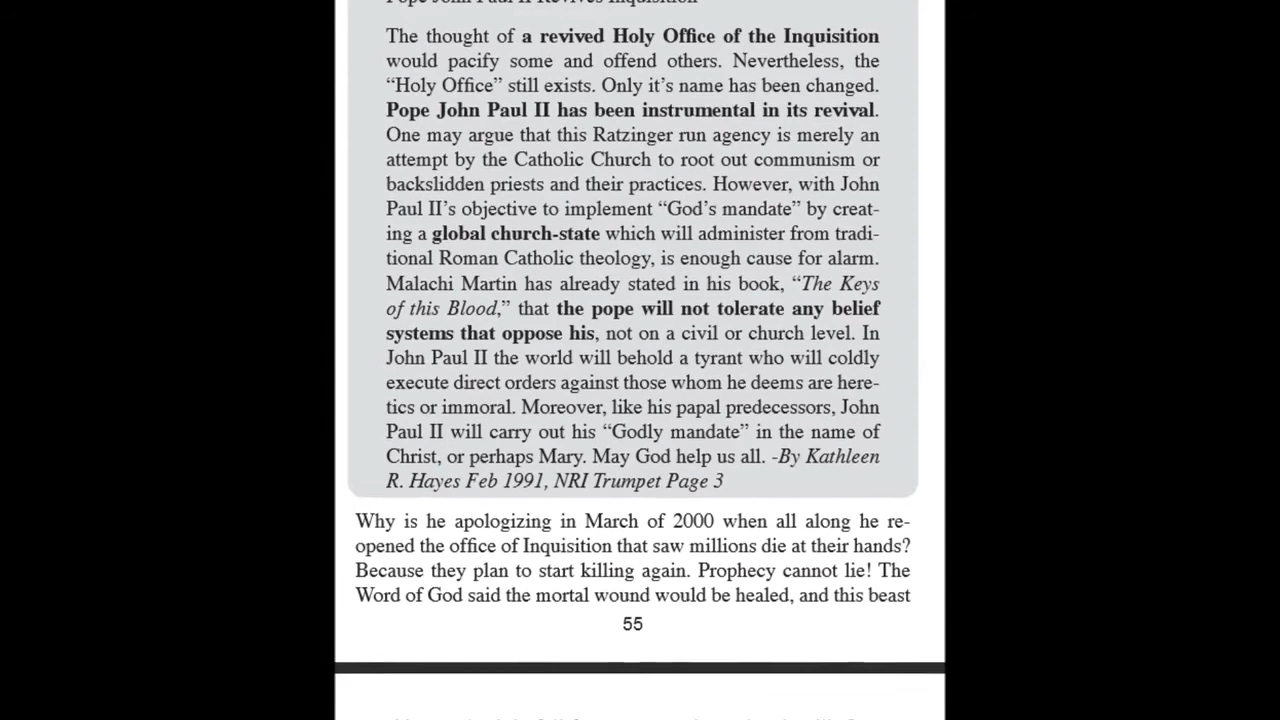 Pope John Paul II Revives Inquisition
The thought of a revived Holy Office of the Inquisition
would pacify some and offend others. Nevertheless, the
“Holy Office” still exists. Only it’s name has been changed.
Pope John Paul II has been instrumental in its revival.
One may argue that this Ratzinger run agency is merely an
attempt by the Catholic Church to root out communism or
backslidden priests and their practices. However, with John
Paul II’s objective to implement “God’s mandate” by creat-
ing a global church-state which will administer from tradi-
tional Roman Catholic theology, is enough cause for alarm.
Malachi Martin has already stated in his book, “The Keys
of this Blood,” that the pope will not tolerate any belief
systems that oppose his, not on a civil or church level. In
John Paul II the world will behold a tyrant who will coldly
execute direct orders against those whom he deems are here-
tics or immoral. Moreover, like his papal predecessors, John
Paul II will carry out his “Godly mandate” in the name of
Christ, or perhaps Mary. May God help us all. -By Kathleen
R. Hayes Feb 1991, NRI Trumpet Page 3
Why is he apologizing in March of 2000 when all along he re-
opened the office of Inquisition that saw millions die at their hands?
Because they plan to start killing again. Prophecy cannot lie! The
Word of God said the mortal wound would be healed, and this beast
55